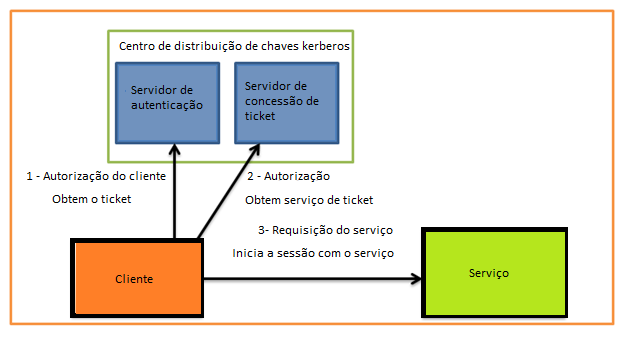 Centro de distribuição de chaves kerberos
Servidor de
autenticação
Servidor de
concessão de
ticket
1 - Autorização do cliente
Obtem o ticket
2 - Autorização
Obtem serviço de ticket
3- Requisição do serviço
Inicia a sessão com o serviço
Cliente
Serviço